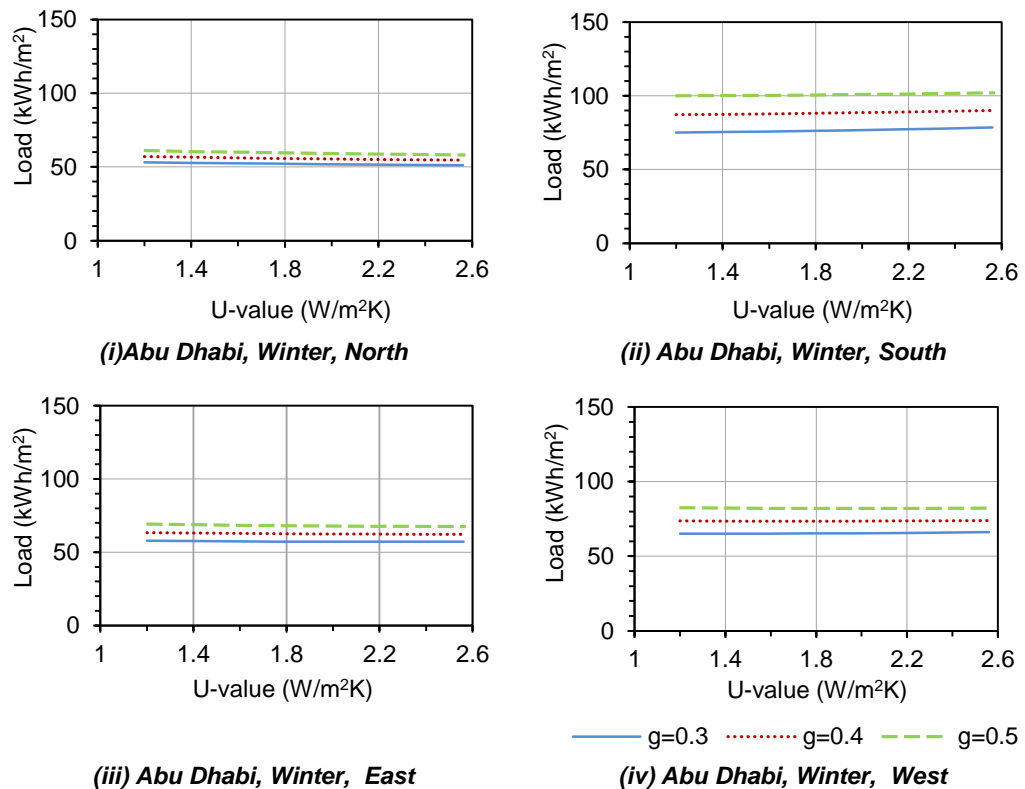 Load (kWh/m²)
150
100
50
0
1
1.4
1.8
2.2
2.6
U-value (W/m²K)
(i)Abu Dhabi, Winter, North
Load (kWh/m²)
150
100
50
0
1
1.4
1.8
2.2
2.6
U-value (W/m²K)
(ii) Abu Dhabi, Winter, South
Load (kWh/m²)
150
100
50
0
1
1.4
1.8
2.2
2.6
U-value (W/m²K)
(iii) Abu Dhabi, Winter, East
Load (kWh/m²)
150
100
50
0
1
1.4
1.8
2.2
2.6
U-value (W/m²K)
g=0.3 g=0.4 g=0.5
(iv) Abu Dhabi, Winter, West